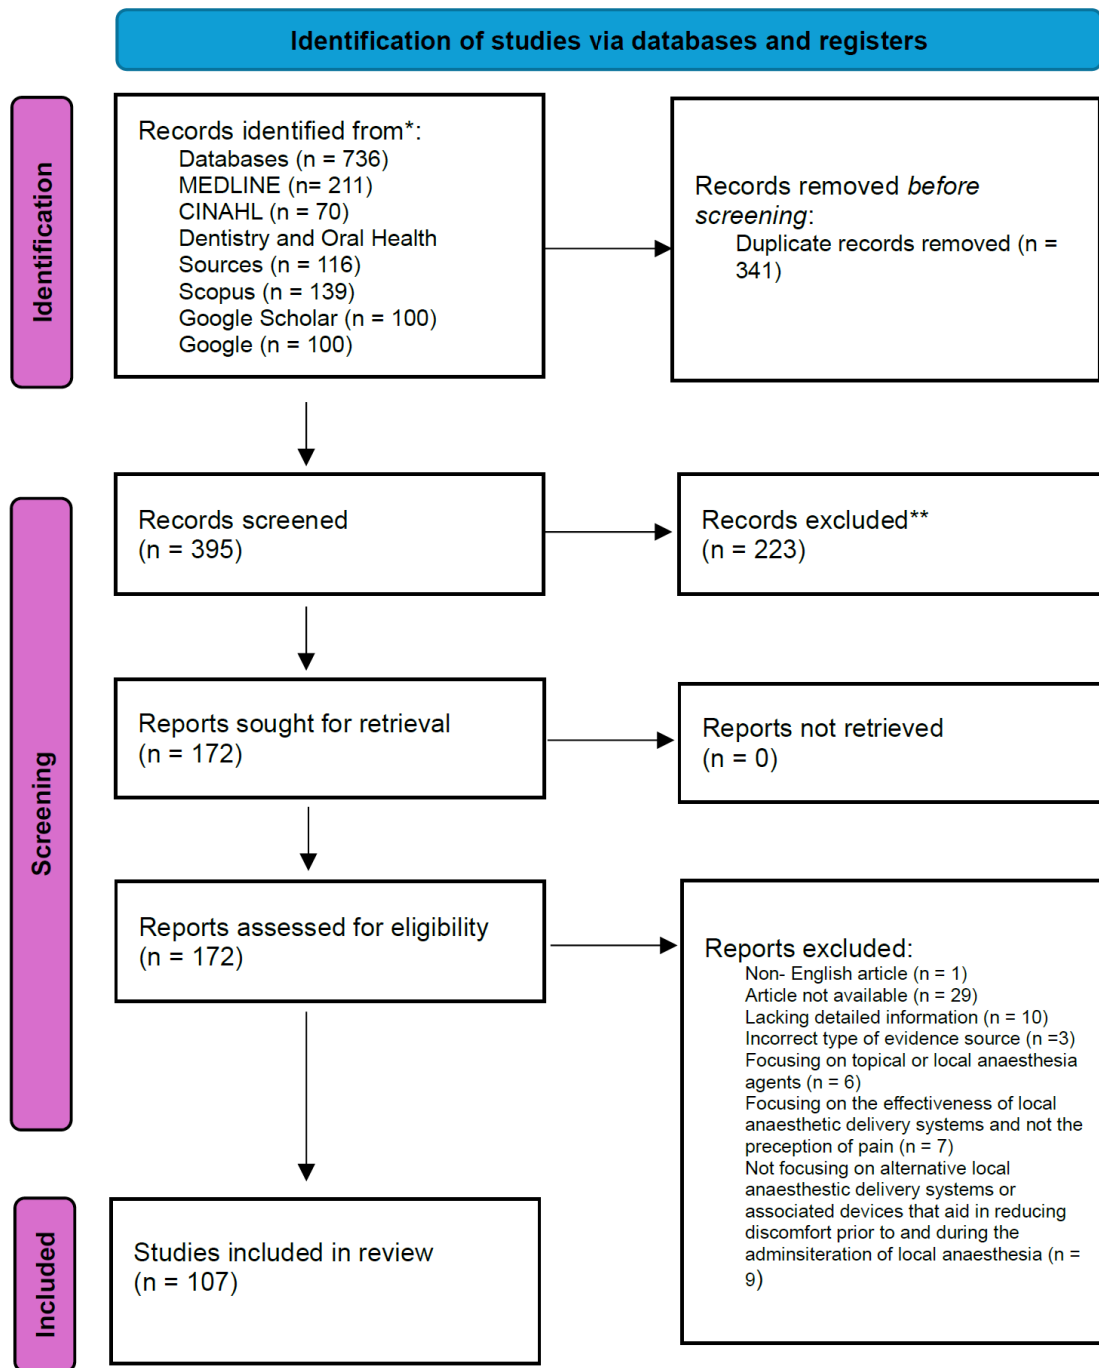 Identification of studies via databases and registers
Identification
Records identified from*:
Databases (n = 736)
MEDLINE (n= 211)
CINAHL (n = 70)
Dentistry and Oral Health
Sources (n = 116)
Scopus (n = 139)
Google Scholar (n = 100)
Google (n = 100)
Records removed before
screening:
Duplicate records removed (n =
341)
Screening
Records screened
(n = 395)
Records excluded**
(n = 223)
Reports sought for retrieval
(n = 172)
Reports not retrieved
(n = 0)
Reports assessed for eligibility
(n = 172)
Reports excluded:
Non- English article (n = 1)
Article not available (n = 29)
Lacking detailed information (n = 10)
Incorrect type of evidence source (n =3)
Focusing on topical or local anaesthesia
agents (n = 6)
Focusing on the effectiveness of local
anaesthetic delivery systems and not the
preception of pain (n = 7)
Not focusing on alternative local
anaesthestic delivery systems or
associated devices that aid in reducing
discomfort prior to and during the
adminsiteration of local anaesthesia (n =
9)
Included
Studies included in review
(n = 107)